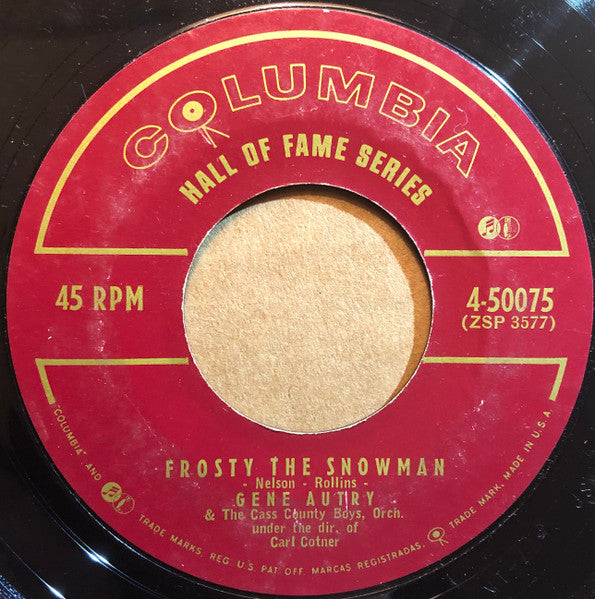 COLUMBIA
HALL OF FAME SERIES
45 RPM
4-50075
(ZSP 3577)
FROSTY THE SNOWMAN
- Nelson - Rollins -
GENE AUTRY
& The Cass County Boys, Orch.
under the dir. of
Carl Cotner
"COLUMBIA" AND TRADE MARKS, REG. U.S. PAT. OFF. MARCAS REGISTRADAS, TRADE MARK, MADE IN U.S.A